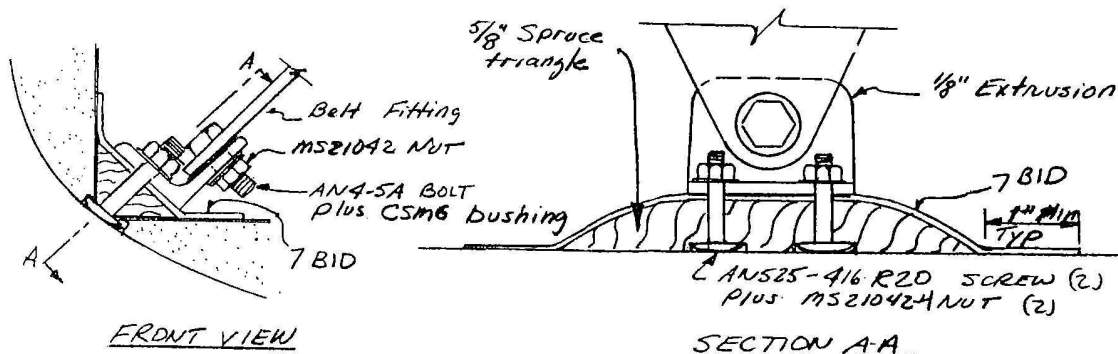 A
Belt Fitting
MS21042 NUT
AN4-5A BOLT
Plus CSMG bushing
7 BID
A
FRONT VIEW
5/8" Spruce
triangle
1/8" Extrusion
7 BID
Typ
AN525-416 R20 SCREW (2)
Plus MS21042-4 NUT (2)
SECTION A-A